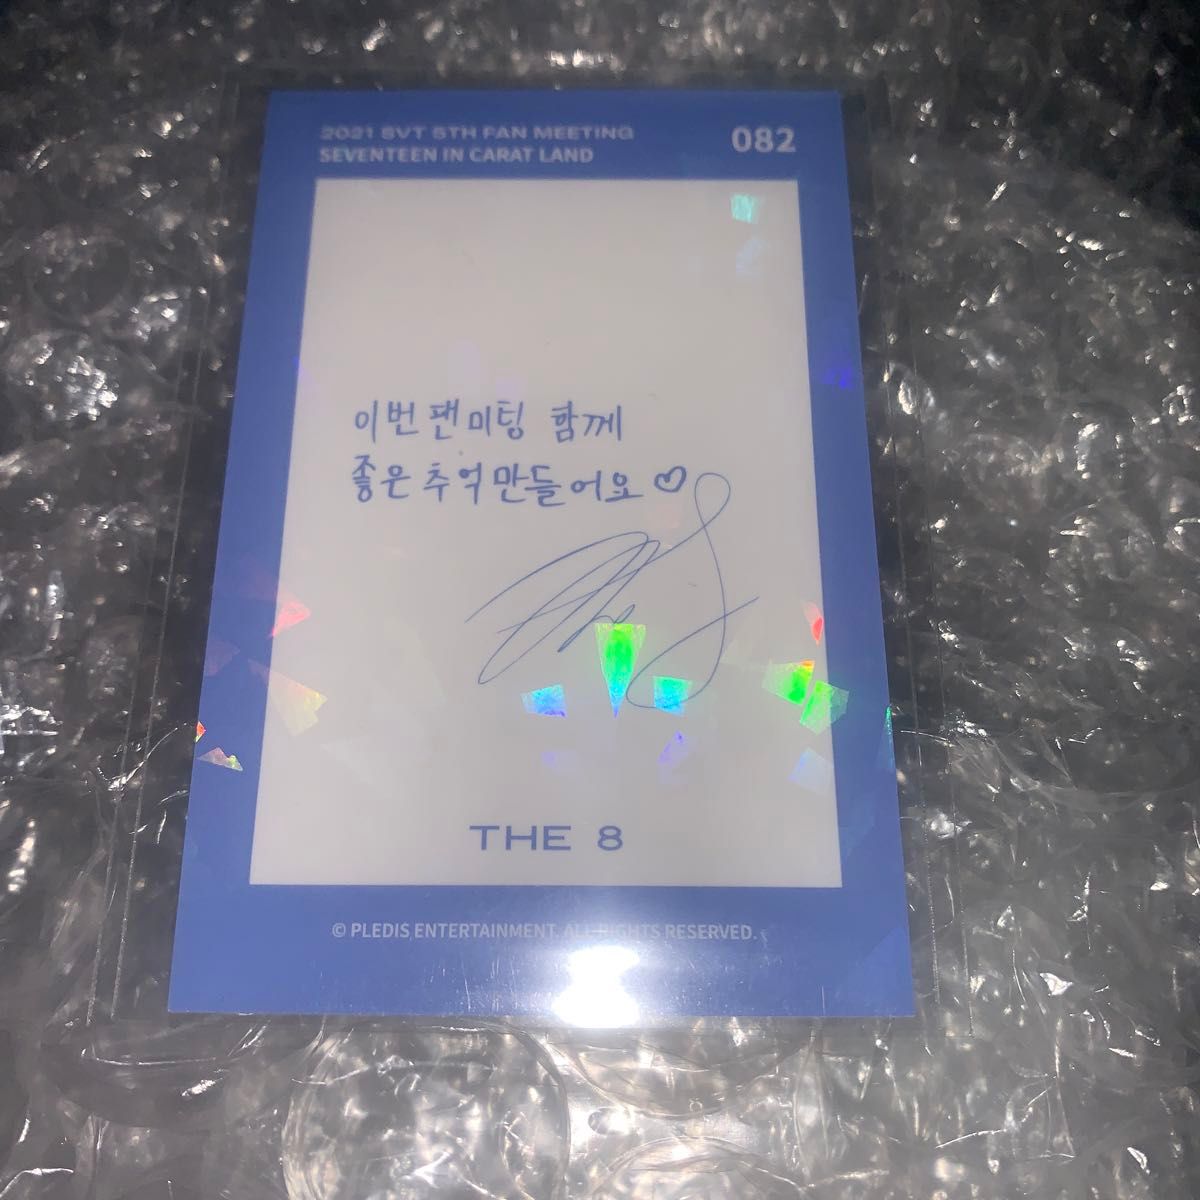 2021 SVT 5TH FAN MEETING
SEVENTEEN IN CARAT LAND
082
이번 팬미팅 함께
좋은 추억만들어요♡
THE 8
© PLEDIS ENTERTAINMENT. ALL RIGHTS RESERVED.